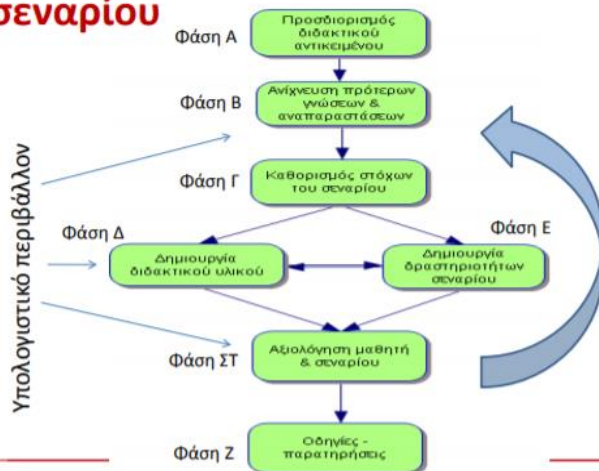 σεναρίου
Φάση Α
Προσδιορισμός
διδακτικού
αντικειμένου
Φάση Β
Ανίχνευση πρότερων
γνώσεων &
αναπαραστάσεων
Φάση Γ
Καθορισμός στόχων
του σεναρίου
Φάση Δ
Δημιουργία
διδακτικού υλικού
Φάση Ε
Δημιουργία
δραστηριοτήτων
σεναρίου
Φάση ΣΤ
Αξιολόγηση μαθητή
& σεναρίου
Φάση Ζ
Οδηγίες -
παρατηρήσεις
Υπολογιστικό περιβάλλον